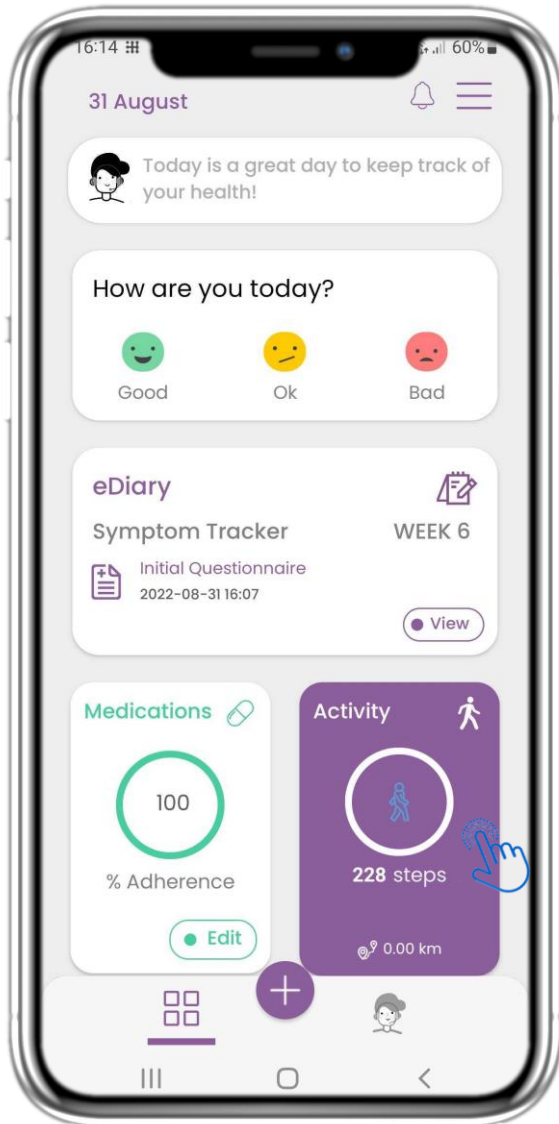 16:14 60%
31 August
Today is a great day to keep track of
your health!
How are you today?
Good Ok Bad
eDiary
Symptom Tracker WEEK 6
Initial Questionnaire
2022-08-31 16:07
View
Medications Activity
100
% Adherence 228 steps
Edit 0.00 km